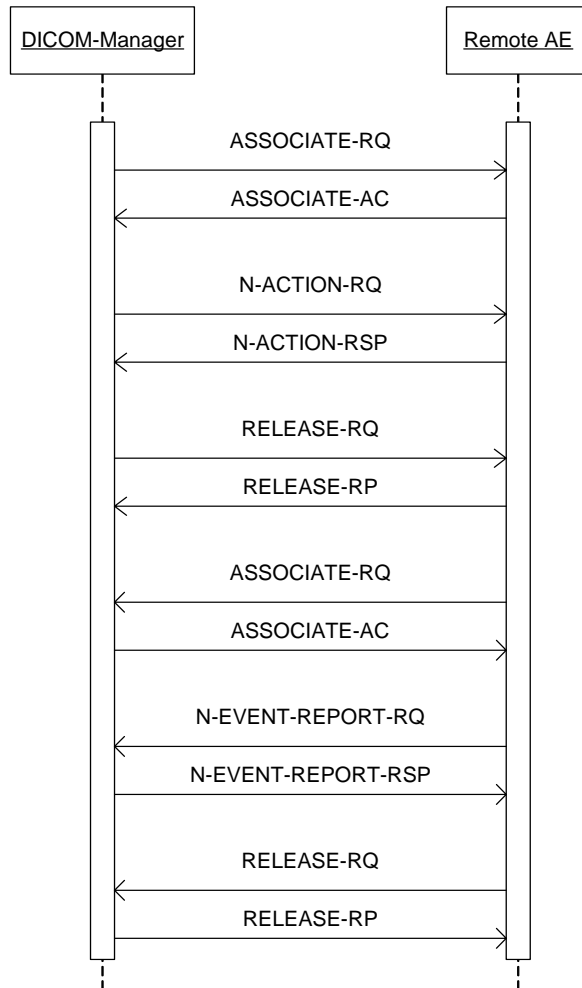 DICOM-Manager
Remote AE
ASSOCIATE-RQ
ASSOCIATE-AC
N-ACTION-RQ
N-ACTION-RSP
RELEASE-RQ
RELEASE-RP
ASSOCIATE-RQ
ASSOCIATE-AC
N-EVENT-REPORT-RQ
N-EVENT-REPORT-RSP
RELEASE-RQ
RELEASE-RP